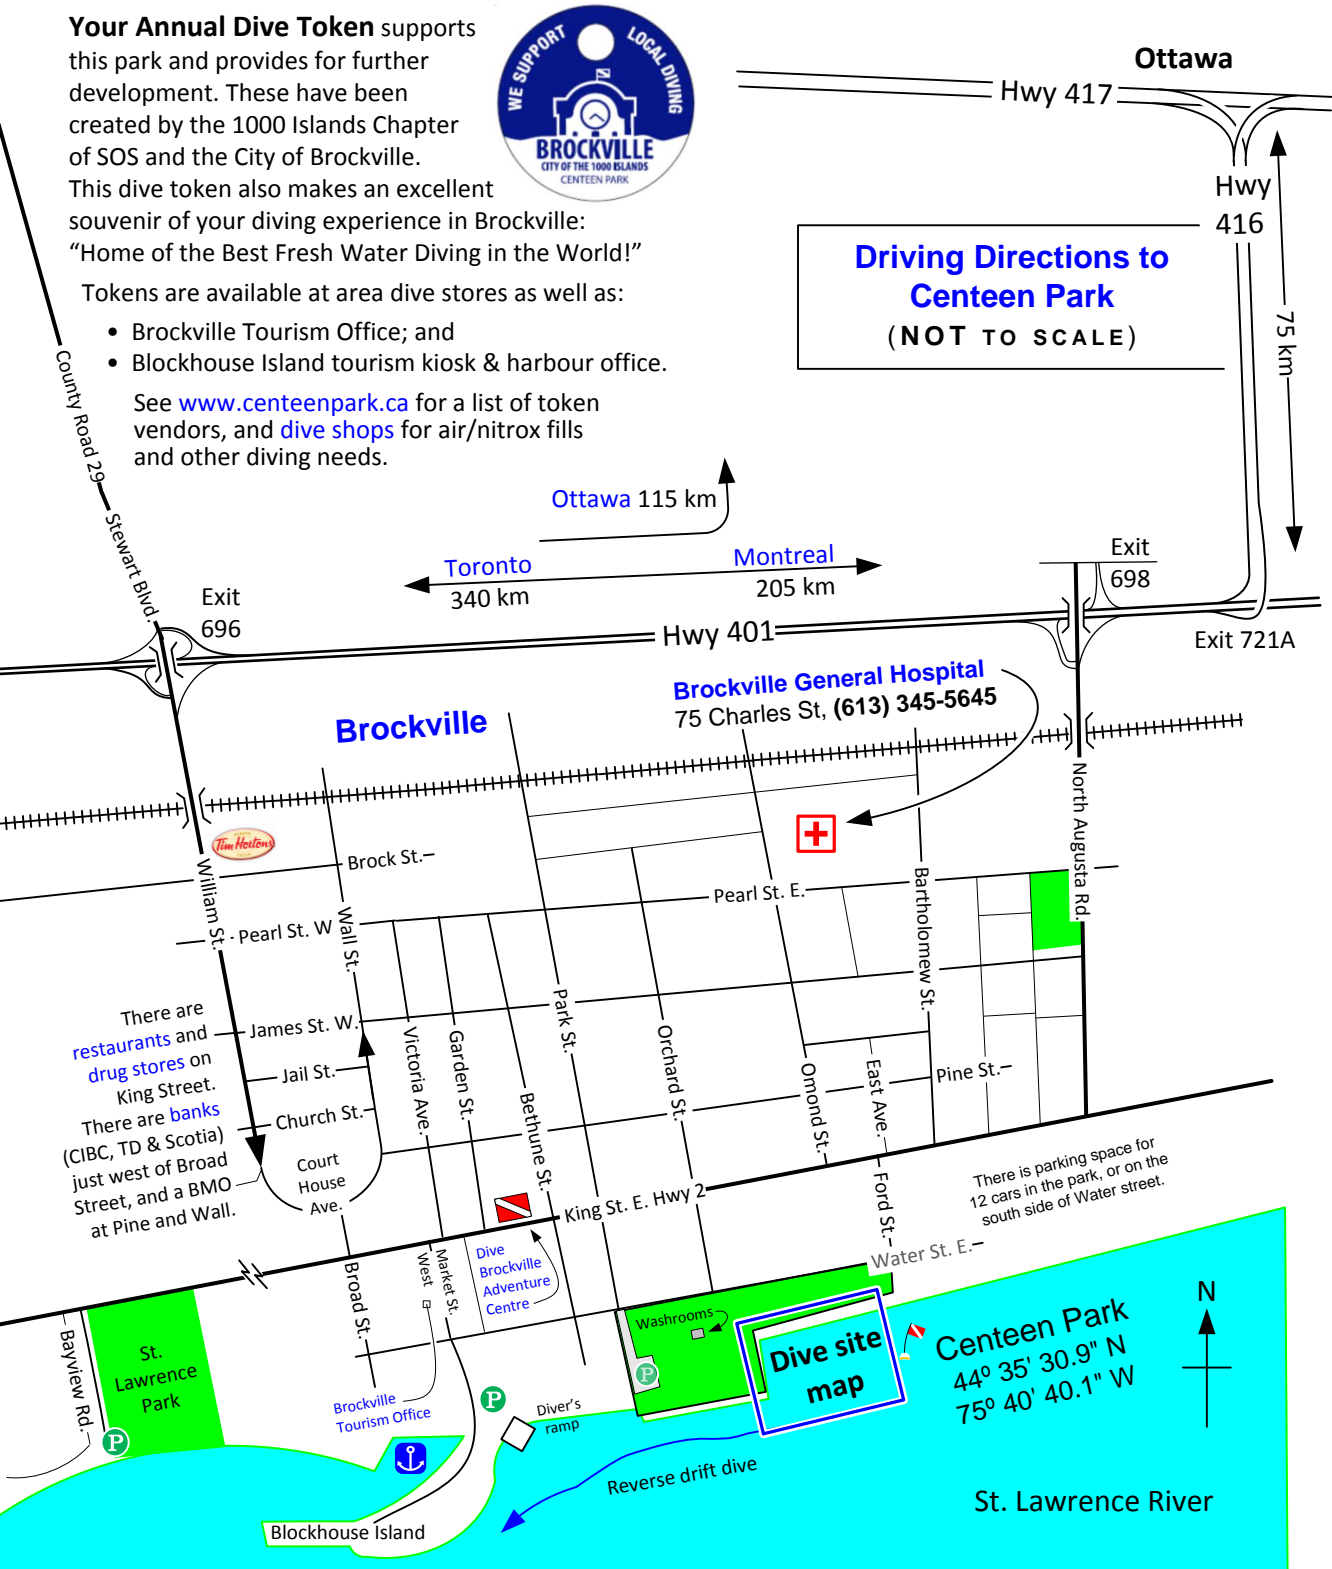 Your Annual Dive Token supports
this park and provides for further
development. These have been
created by the 1000 Islands Chapter
of SOS and the City of Brockville.
This dive token also makes an excellent
souvenir of your diving experience in Brockville:
“Home of the Best Fresh Water Diving in the World!”
Tokens are available at area dive stores as well as:
• Brockville Tourism Office; and
• Blockhouse Island tourism kiosk & harbour office.
See www.centeenpark.ca for a list of token
vendors, and dive shops for air/nitrox fills
and other diving needs.
WE SUPPORT LOCAL DIVING
BROCKVILLE
CITY OF THE 1000 ISLANDS
CENTEEN PARK
Ottawa
Hwy 417
Hwy
416
75 km
Driving Directions to
Centeen Park
(NOT TO SCALE)
County Road 29
Stewart Blvd.
Ottawa 115 km
Toronto
340 km
Montreal
205 km
Exit
696
Exit
698
Hwy 401
Exit 721A
Brockville
Brockville General Hospital
75 Charles St, (613) 345-5645
Tim Hortons
William St.
Brock St.
Wall St.
Pearl St. W
Pearl St. E.
Bartholomew St.
North Augusta Rd.
There are
restaurants and
drug stores on
King Street.
There are banks
(CIBC, TD & Scotia)
just west of Broad
Street, and a BMO
at Pine and Wall.
James St. W.
Jail St.
Church St.
Court
House
Ave.
Victoria Ave.
Garden St.
Bethune St.
Park St.
Orchard St.
Omond St.
East Ave.
Pine St.
Ford St.
King St. E. Hwy 2
Water St. E.
There is parking space for
12 cars in the park, or on the
south side of Water street.
Broad St.
Market St.
West
Dive
Brockville
Adventure
Centre
Bayview Rd.
St.
Lawrence
Park
P
Brockville
Tourism Office
P
Diver’s
ramp
Washrooms
P
Dive site
map
Centeen Park
44º 35' 30.9" N
75º 40' 40.1" W
N
Reverse drift dive
St. Lawrence River
Blockhouse Island